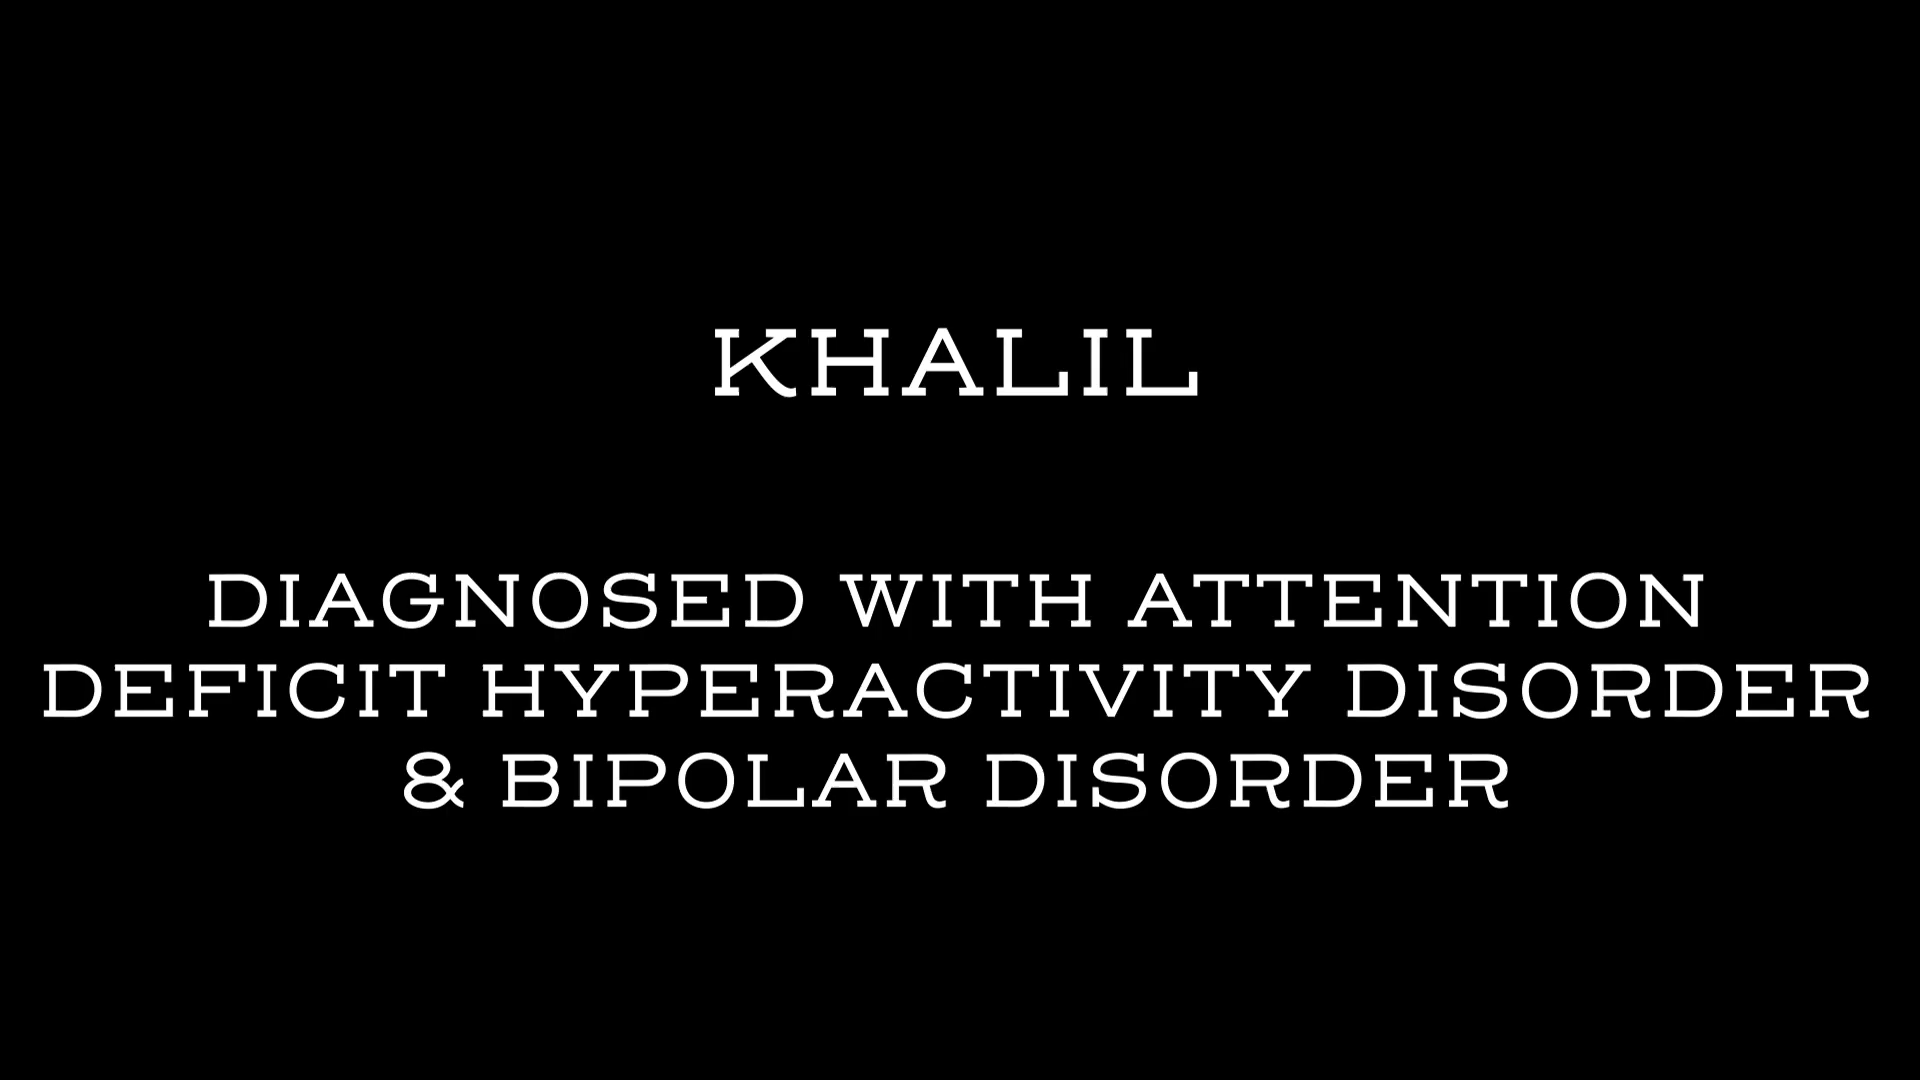 KHALIL
DIAGNOSED WITH ATTENTION
DEFICIT HYPERACTIVITY DISORDER
& BIPOLAR DISORDER